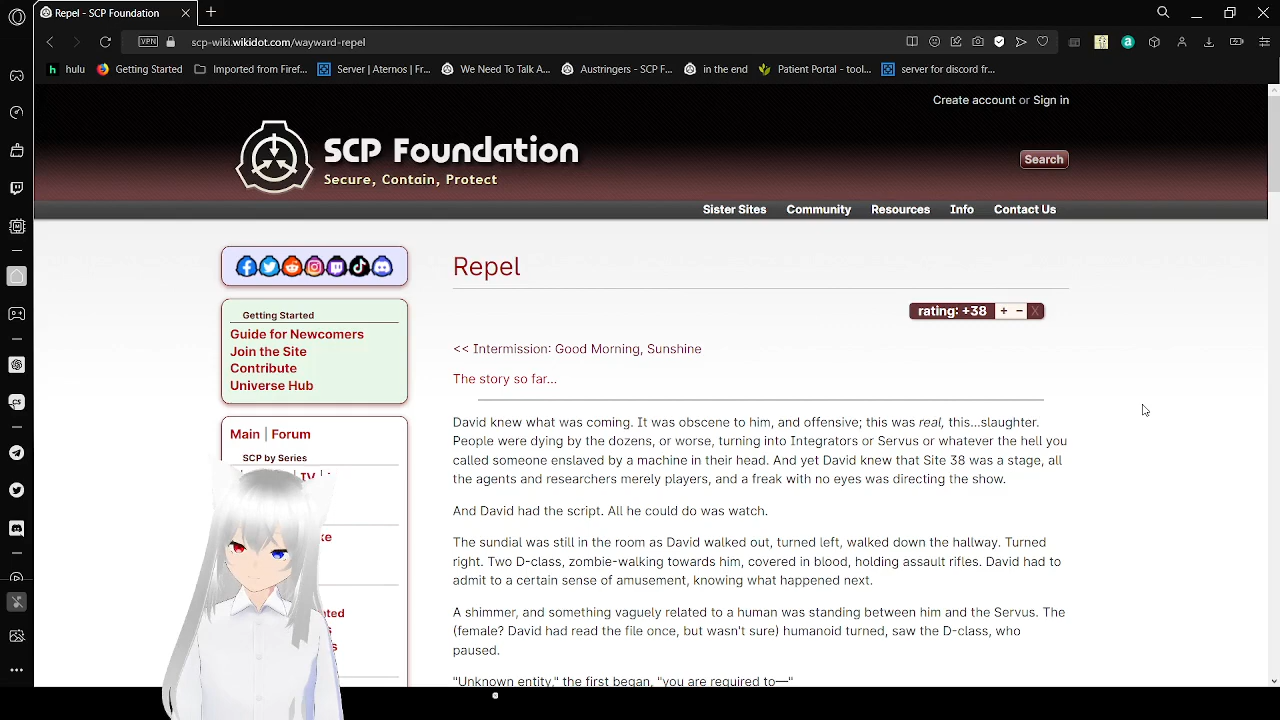 Repel - SCP Foundation
VPN scp-wiki.wikidot.com/wayward-repel
h hulu Getting Started Imported from Firef... Server | Aternos | Fr... We Need To Talk A... Austringers - SCP F... in the end Patient Portal - tool... server for discord fr...
Create account or Sign in
SCP Foundation
Secure, Contain, Protect
Search
Sister Sites Community Resources Info Contact Us
Repel
rating: +38 + − X
<< Intermission: Good Morning, Sunshine
The story so far...
David knew what was coming. It was obscene to him, and offensive; this was real, this...slaughter.
People were dying by the dozens, or worse, turning into Integrators or Servus or whatever the hell you
called someone enslaved by a machine in their head. And yet David knew that Site 38 was a stage, all
the agents and researchers merely players, and a freak with no eyes was directing the show.
And David had the script. All he could do was watch.
The sundial was still in the room as David walked out, turned left, walked down the hallway. Turned
right. Two D-class, zombie-walking towards him, covered in blood, holding assault rifles. David had to
admit to a certain sense of amusement, knowing what happened next.
A shimmer, and something vaguely related to a human was standing between him and the Servus. The
(female? David had read the file once, but wasn't sure) humanoid turned, saw the D-class, who
paused.
"Unknown entity," the first began, "you are required to—"
Getting Started
Guide for Newcomers
Join the Site
Contribute
Universe Hub
Main | Forum
SCP by Series
IV